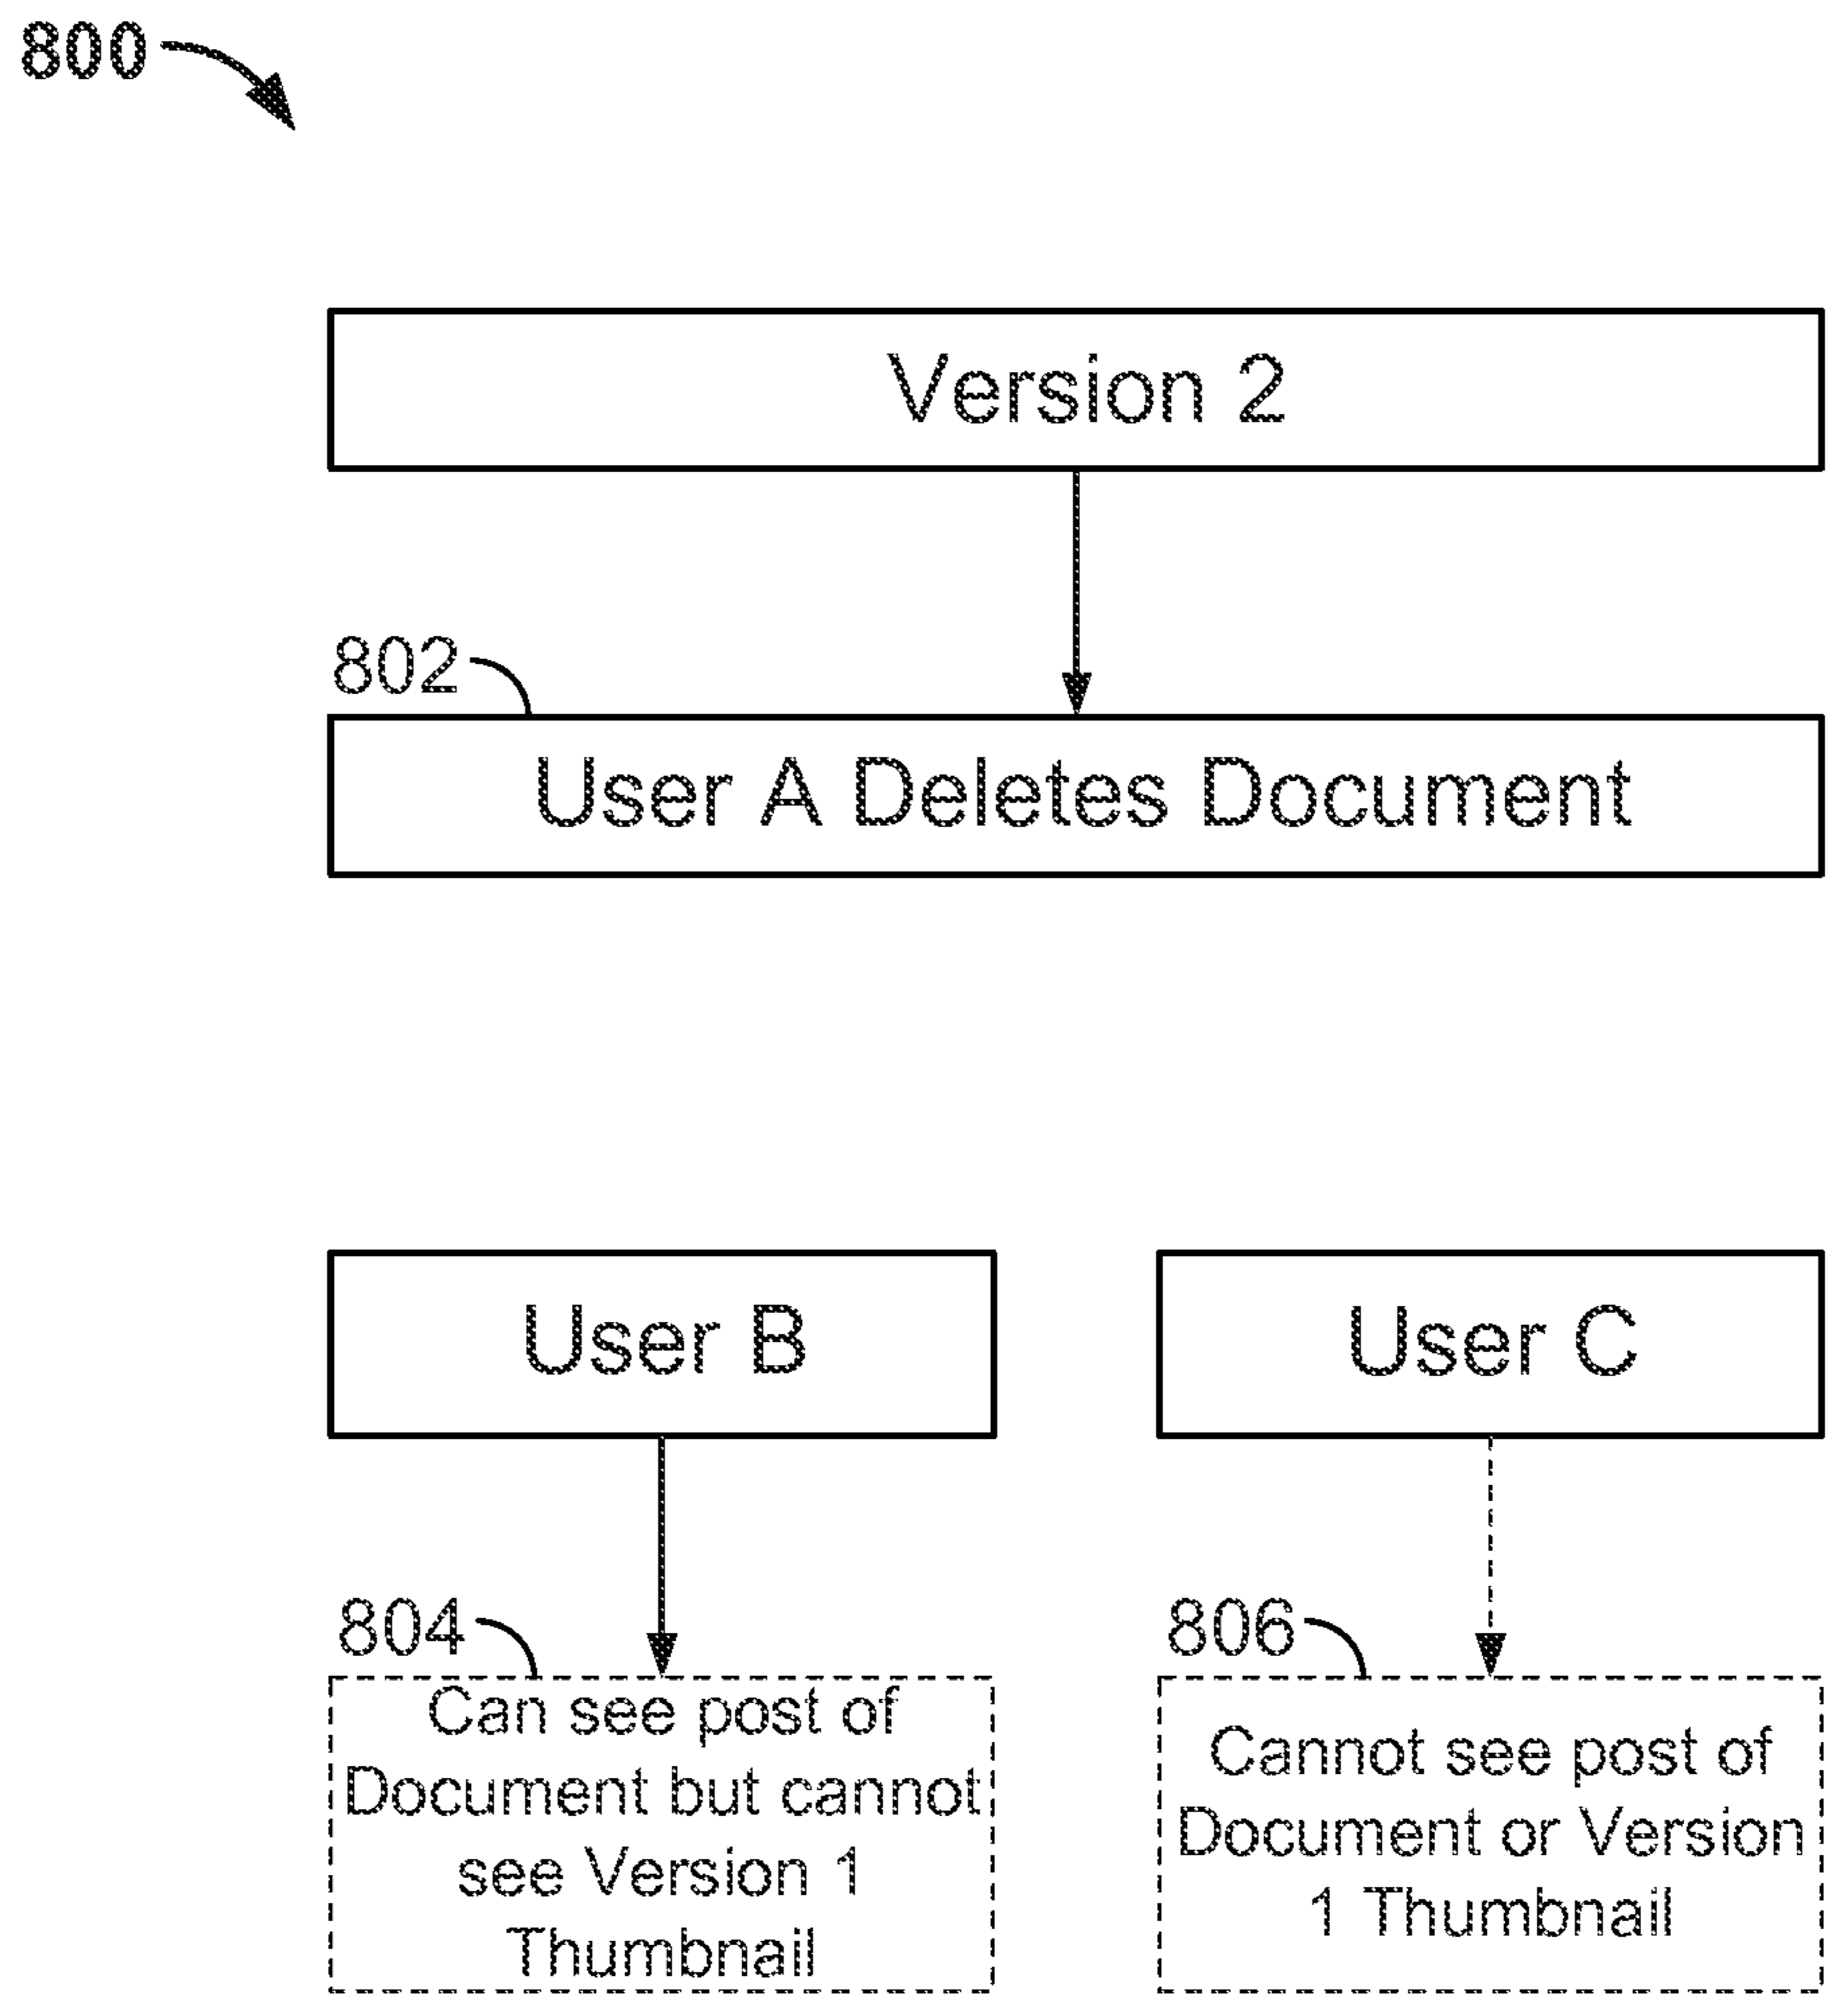 800
Version 2
802
User A Deletes Document
User B
User C
804
Can see post of
Document but cannot
see Version 1
Thumbnail
806
Cannot see post of
Document or Version
1 Thumbnail